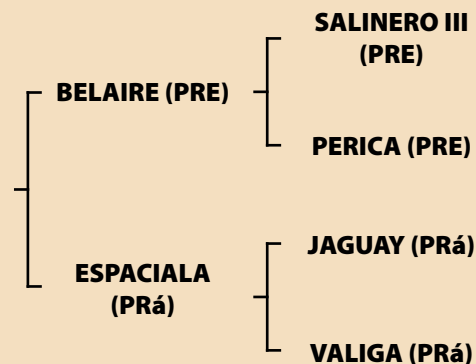 SALINERO III
(PRE)
BELAIRE (PRE)
PERICA (PRE)
JAGUAY (PRá)
ESPACIALA
(PRá)
VALIGA (PRá)